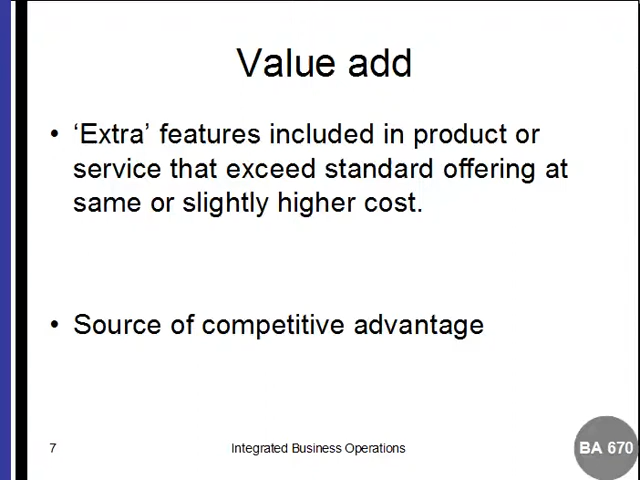 Value add
• ‘Extra’ features included in product or
service that exceed standard offering at
same or slightly higher cost.
• Source of competitive advantage
7
Integrated Business Operations
BA 670